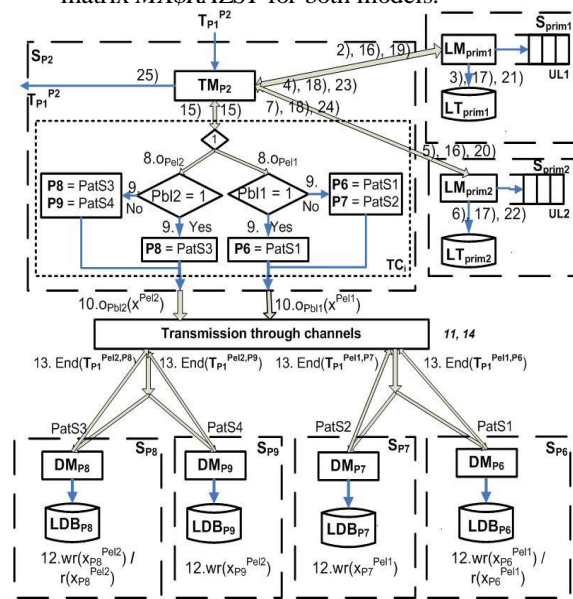 matrix MX$RAZST for both models.
T_P1^P2
S_P2
25)
T_P1^P2
TM_P2
2), 16), 19)
4), 18), 23)
7), 18), 24)
LM_prim1
S_prim1
UL1
3),17), 21)
LT_prim1
5), 16), 20)
S_prim2
LM_prim2
UL2
6),17), 22)
LT_prim2
15)
15)
1
8.o_Pel2
8.o_Pel1
P8 = PatS3
P9 = PatS4
9.
No
Pbl2 = 1
Pbl1 = 1
9.
No
P6 = PatS1
P7 = PatS2
9. Yes
9. Yes
P8 = PatS3
P6 = PatS1
TC_i
10.o_Pbl2(x^Pel2)
10.o_Pbl1(x^Pel1)
Transmission through channels
11, 14
13. End(T_P1^Pel2,P8)
13. End(T_P1^Pel2,P9)
13. End(T_P1^Pel1,P7)
13. End(T_P1^Pel1,P6)
PatS3
PatS4
PatS2
PatS1
S_P8
S_P9
S_P7
S_P6
DM_P8
DM_P9
DM_P7
DM_P6
LDB_P8
LDB_P9
LDB_P7
LDB_P6
12.wr(x_P8^Pel2) /
r(x_P8^Pel2)
12.wr(x_P9^Pel2)
12.wr(x_P7^Pel1)
12.wr(x_P6^Pel1) /
r(x_P6^Pel1)